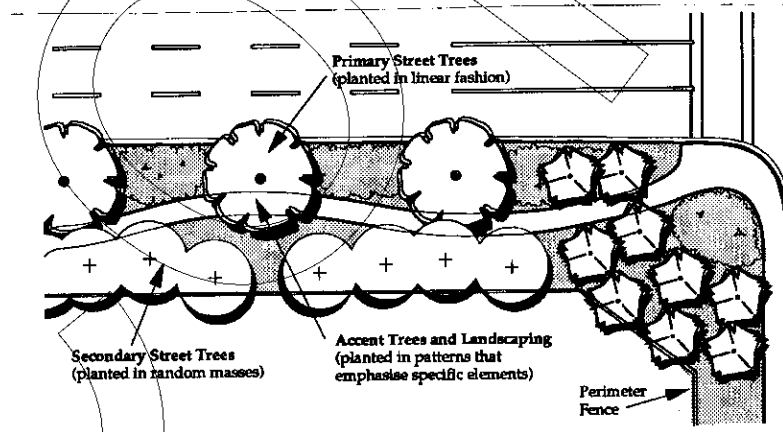 Primary Street Trees
(planted in linear fashion)
Secondary Street Trees
(planted in random masses)
Accent Trees and Landscaping
(planted in patterns that
emphasise specific elements)
Perimeter
Fence